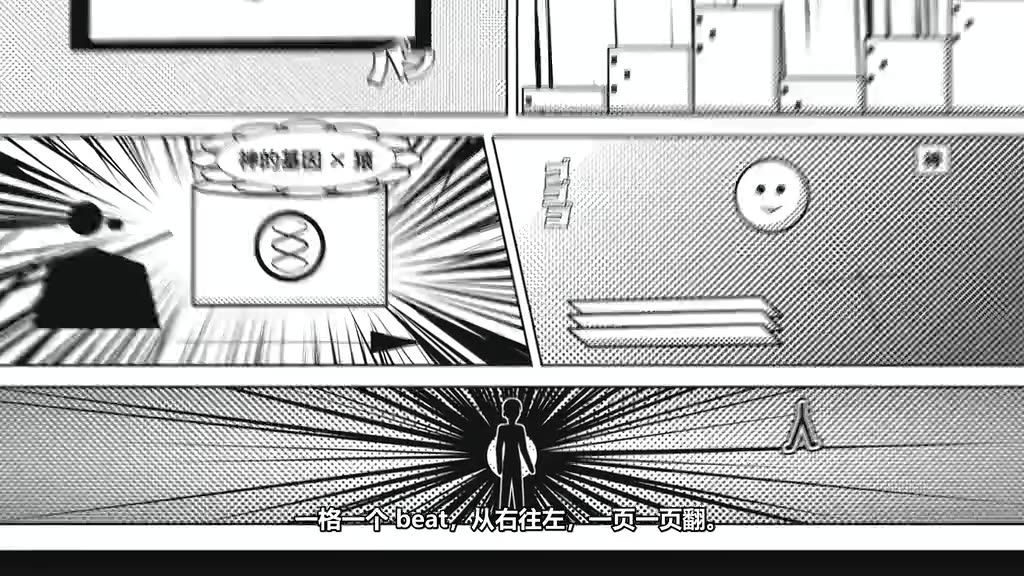 神的基因 × 猿
神
人
一格一个 beat，从右往左，一页一页翻。